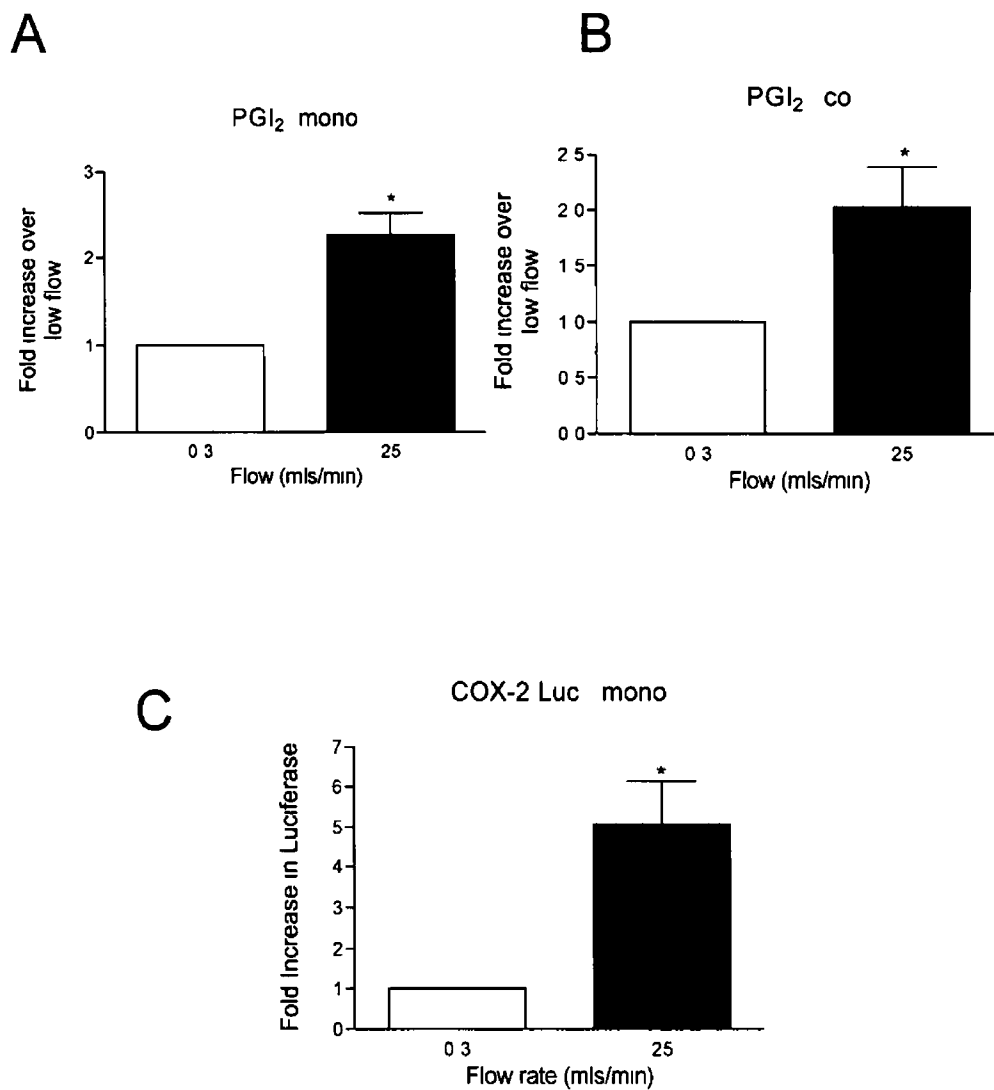 A
PGI₂ mono
Fold increase over
low flow
3
2
1
0
*
0 3
25
Flow (mls/min)
B
PGI₂ co
Fold increase over
low flow
2 5
2 0
1 5
1 0
0 5
0 0
*
0 3
25
Flow (mls/min)
C
COX-2 Luc mono
Fold Increase in Luciferase
7
6
5
4
3
2
1
0
*
0 3
25
Flow rate (mls/min)